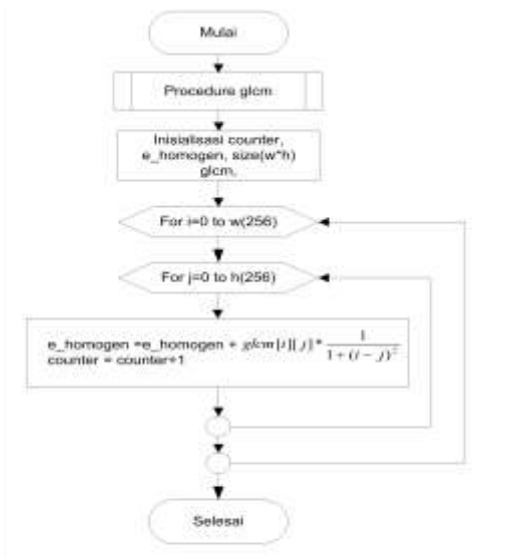 Mulai
Procedure glcm
Inisialisasi counter,
e_homogen, size(w*h)
glcm,
For i=0 to w(256)
For j=0 to h(256)
e_homogen =e_homogen + glcm[i][j]* 1 / 1+(i−j)²
counter = counter+1
Selesai